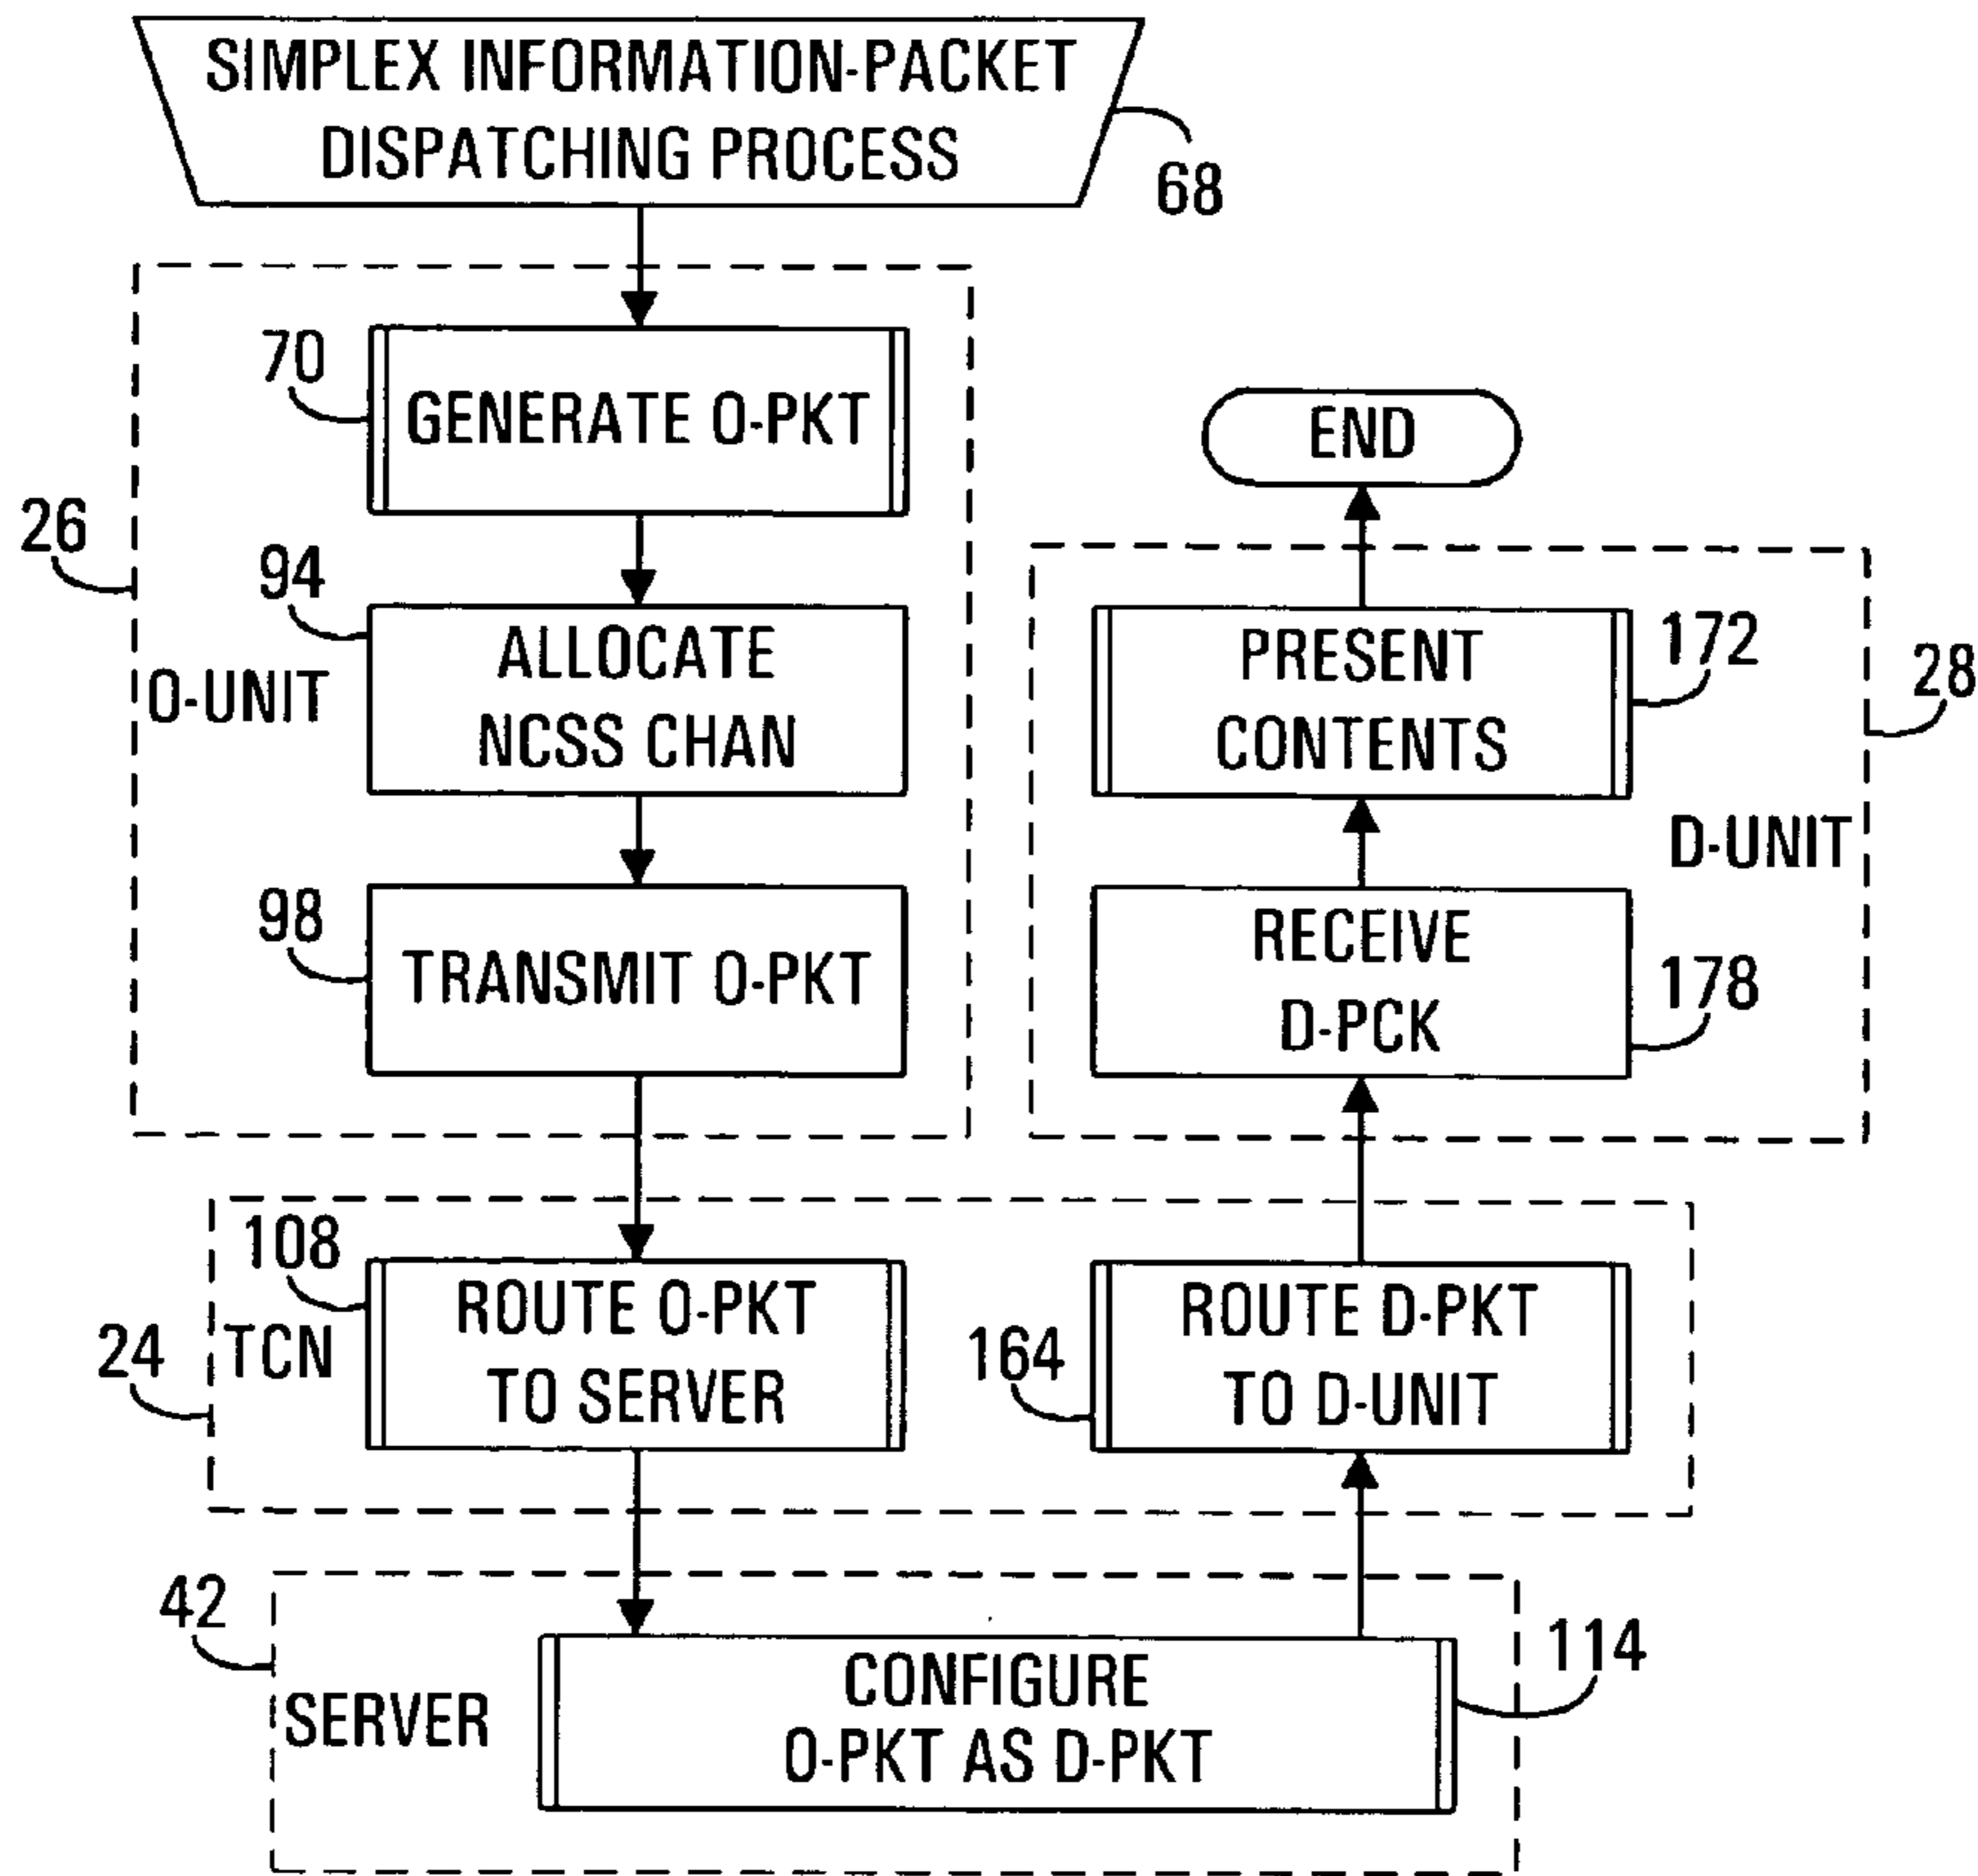 SIMPLEX INFORMATION-PACKET
DISPATCHING PROCESS
68
70
GENERATE O-PKT
26
94
ALLOCATE
NCSS CHAN
O-UNIT
98
TRANSMIT O-PKT
108
ROUTE O-PKT
TO SERVER
24
TCN
42
SERVER
CONFIGURE
O-PKT AS D-PKT
114
164
ROUTE D-PKT
TO D-UNIT
RECEIVE
D-PCK
178
D-UNIT
PRESENT
CONTENTS
172
28
END